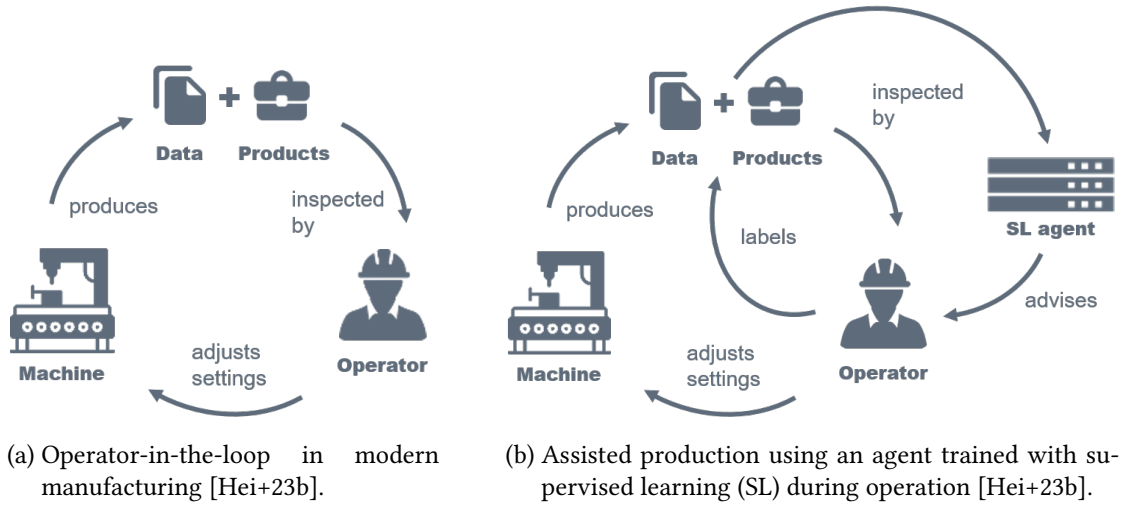 Data
Products
produces
inspected
by
Machine
adjusts
settings
Operator
(a) Operator-in-the-loop in modern
manufacturing [Hei+23b].
Data
Products
inspected
by
produces
labels
SL agent
advises
Machine
adjusts
settings
Operator
(b) Assisted production using an agent trained with su-
pervised learning (SL) during operation [Hei+23b].